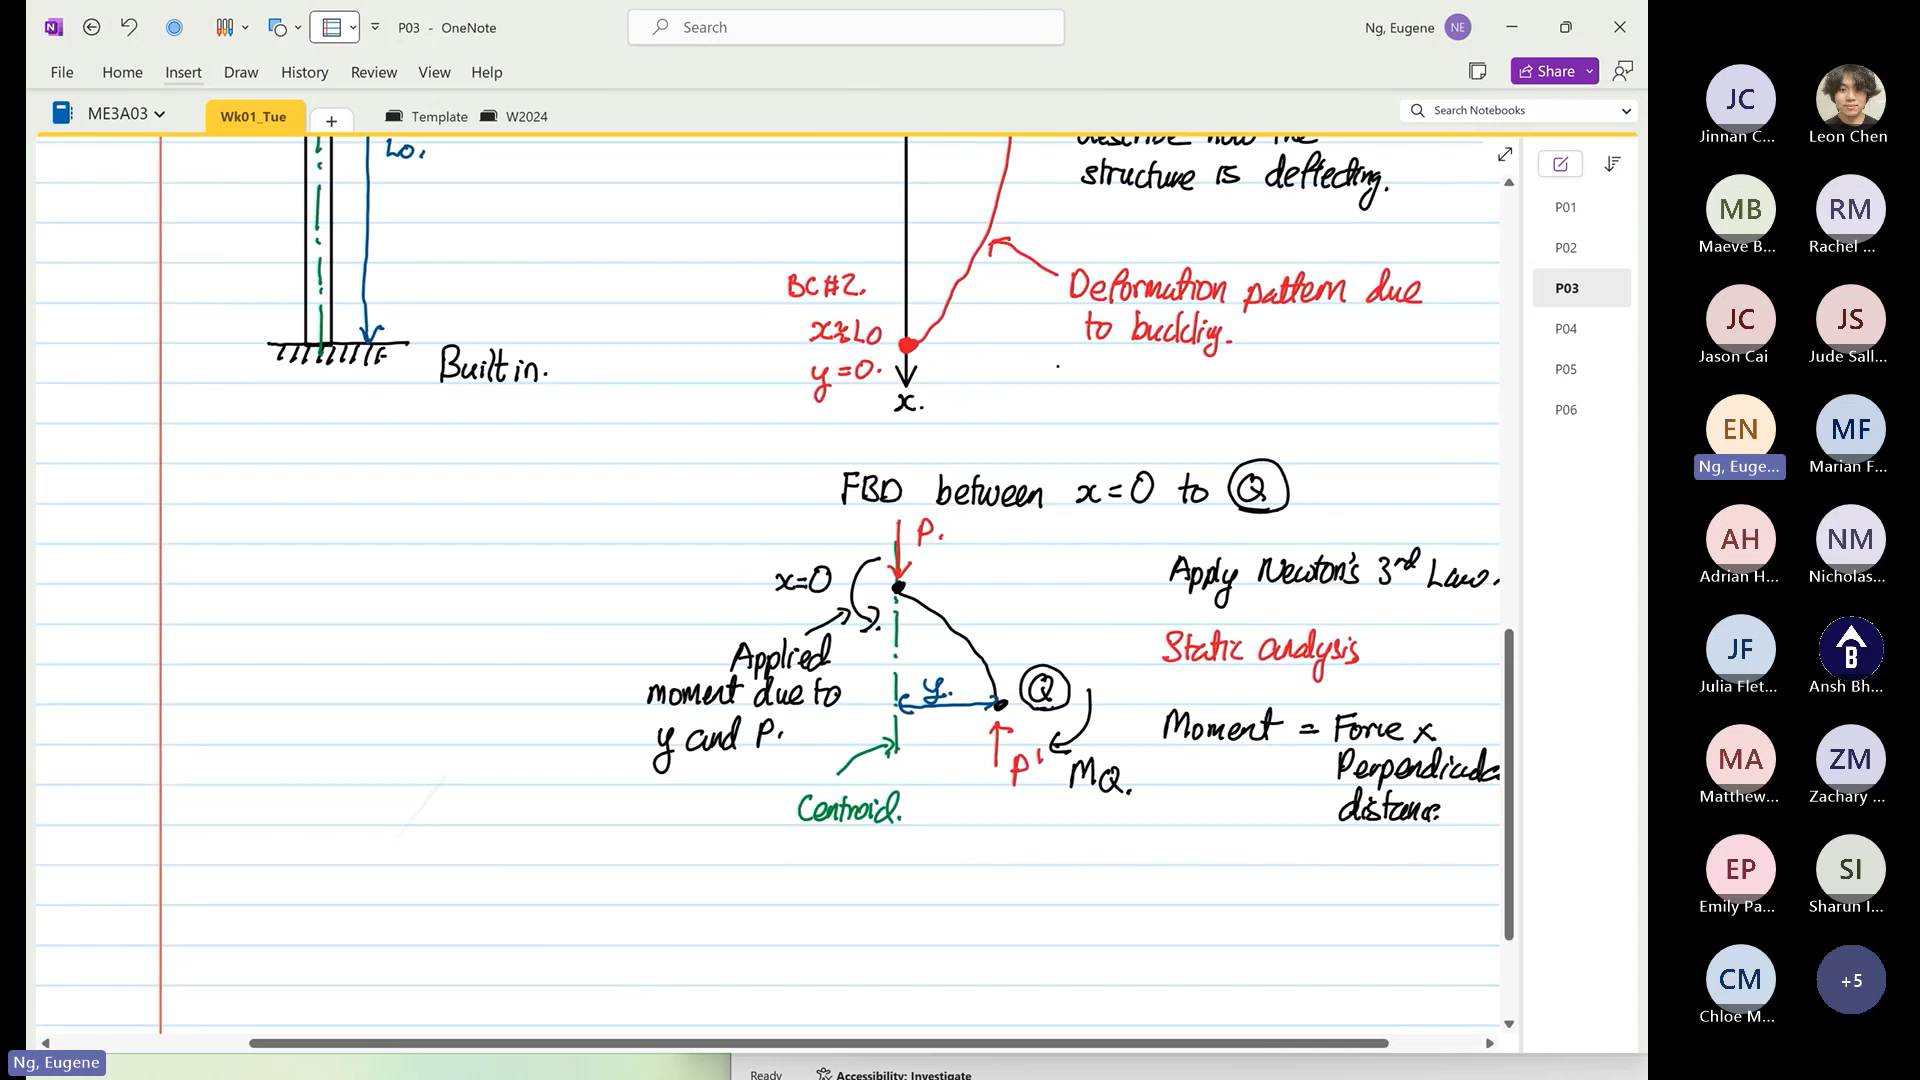 P03 - OneNote
Search
Ng, Eugene
NE
File Home Insert Draw History Review View Help
Share
ME3A03
Wk01_Tue
+
Template
W2024
Search Notebooks
P01
P02
P03
P04
P05
P06
Lo.
describe how the
structure is deflecting.
BC#2.
Lo
y=0.
x.
Deformation pattern due
to buckling.
Built in.
FBD between x=0 to Q
P.
x=0
Apply Newton's 3rd Law.
Applied
moment due to
y and P.
Static analysis
y.
Q
P'
MQ.
Moment = Force x
Perpendicular
distance.
Centroid.
Ng, Eugene
Ready
Accessibility: Investigate
JC
Jinnan C...
Leon Chen
MB
Maeve B...
RM
Rachel ...
JC
Jason Cai
JS
Jude Sall...
EN
Ng, Euge...
MF
Marian F...
AH
Adrian H...
NM
Nicholas...
JF
Julia Flet...
B
Ansh Bh...
MA
Matthew...
ZM
Zachary ...
EP
Emily Pa...
SI
Sharun I...
CM
Chloe M...
+5